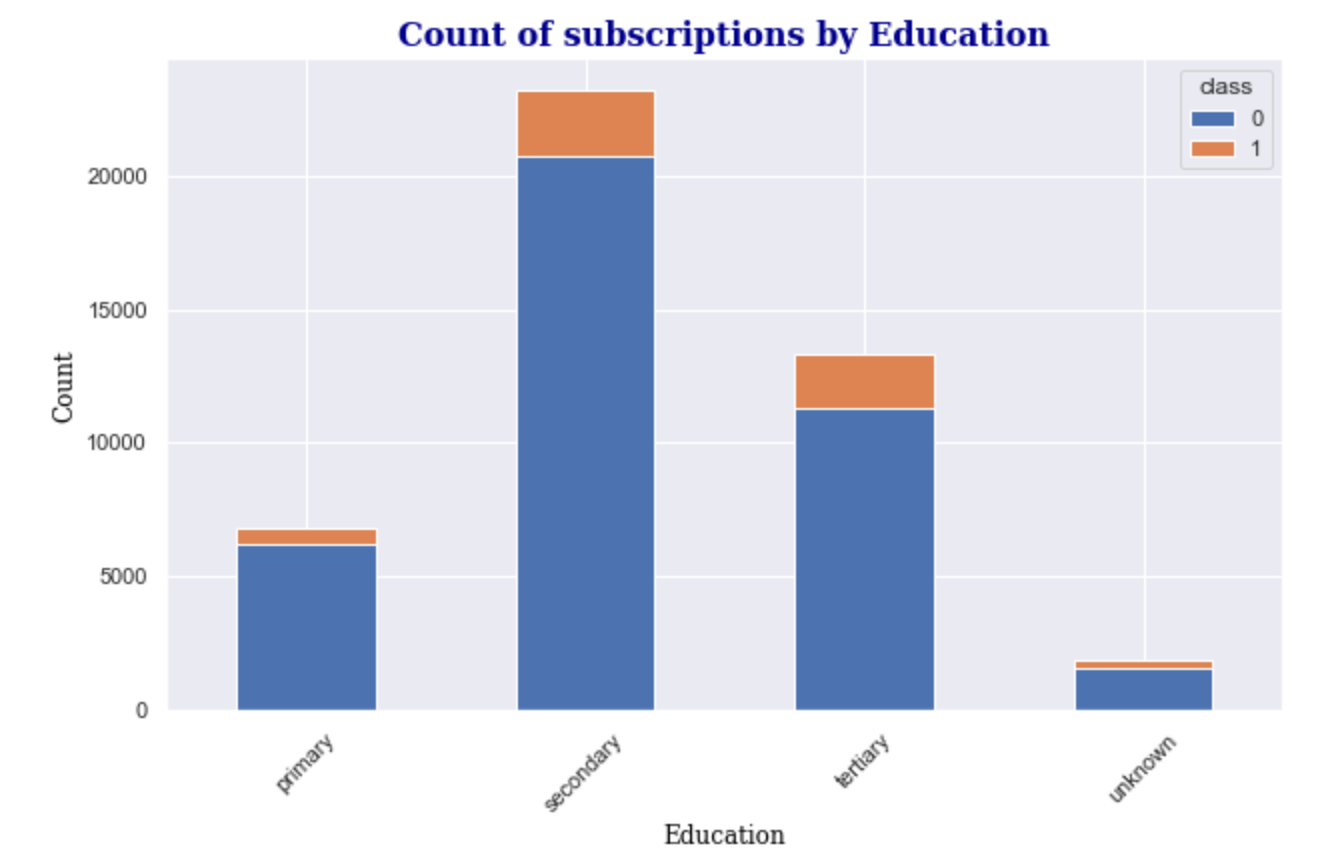 Count of subscriptions by Education
class
0
1
20000
15000
10000
5000
0
Count
primary
secondary
tertiary
unknown
Education